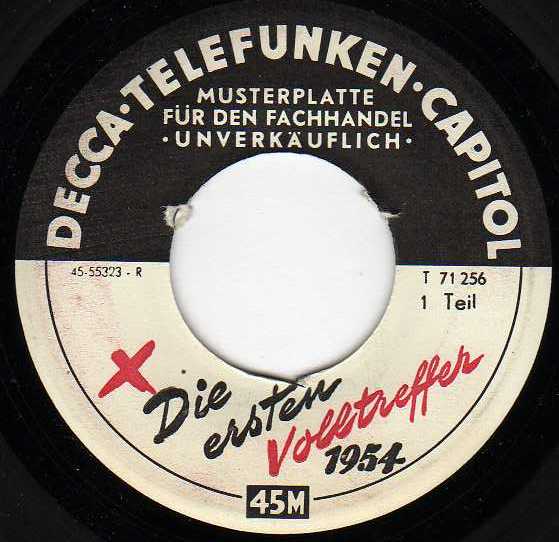 DECCA·TELEFUNKEN·CAPITOL
MUSTERPLATTE
FÜR DEN FACHHANDEL
·UNVERKÄUFLICH·
45-55323 - R
T 71 256
1 Teil
Die
ersten
Volltreffer
1954
45M